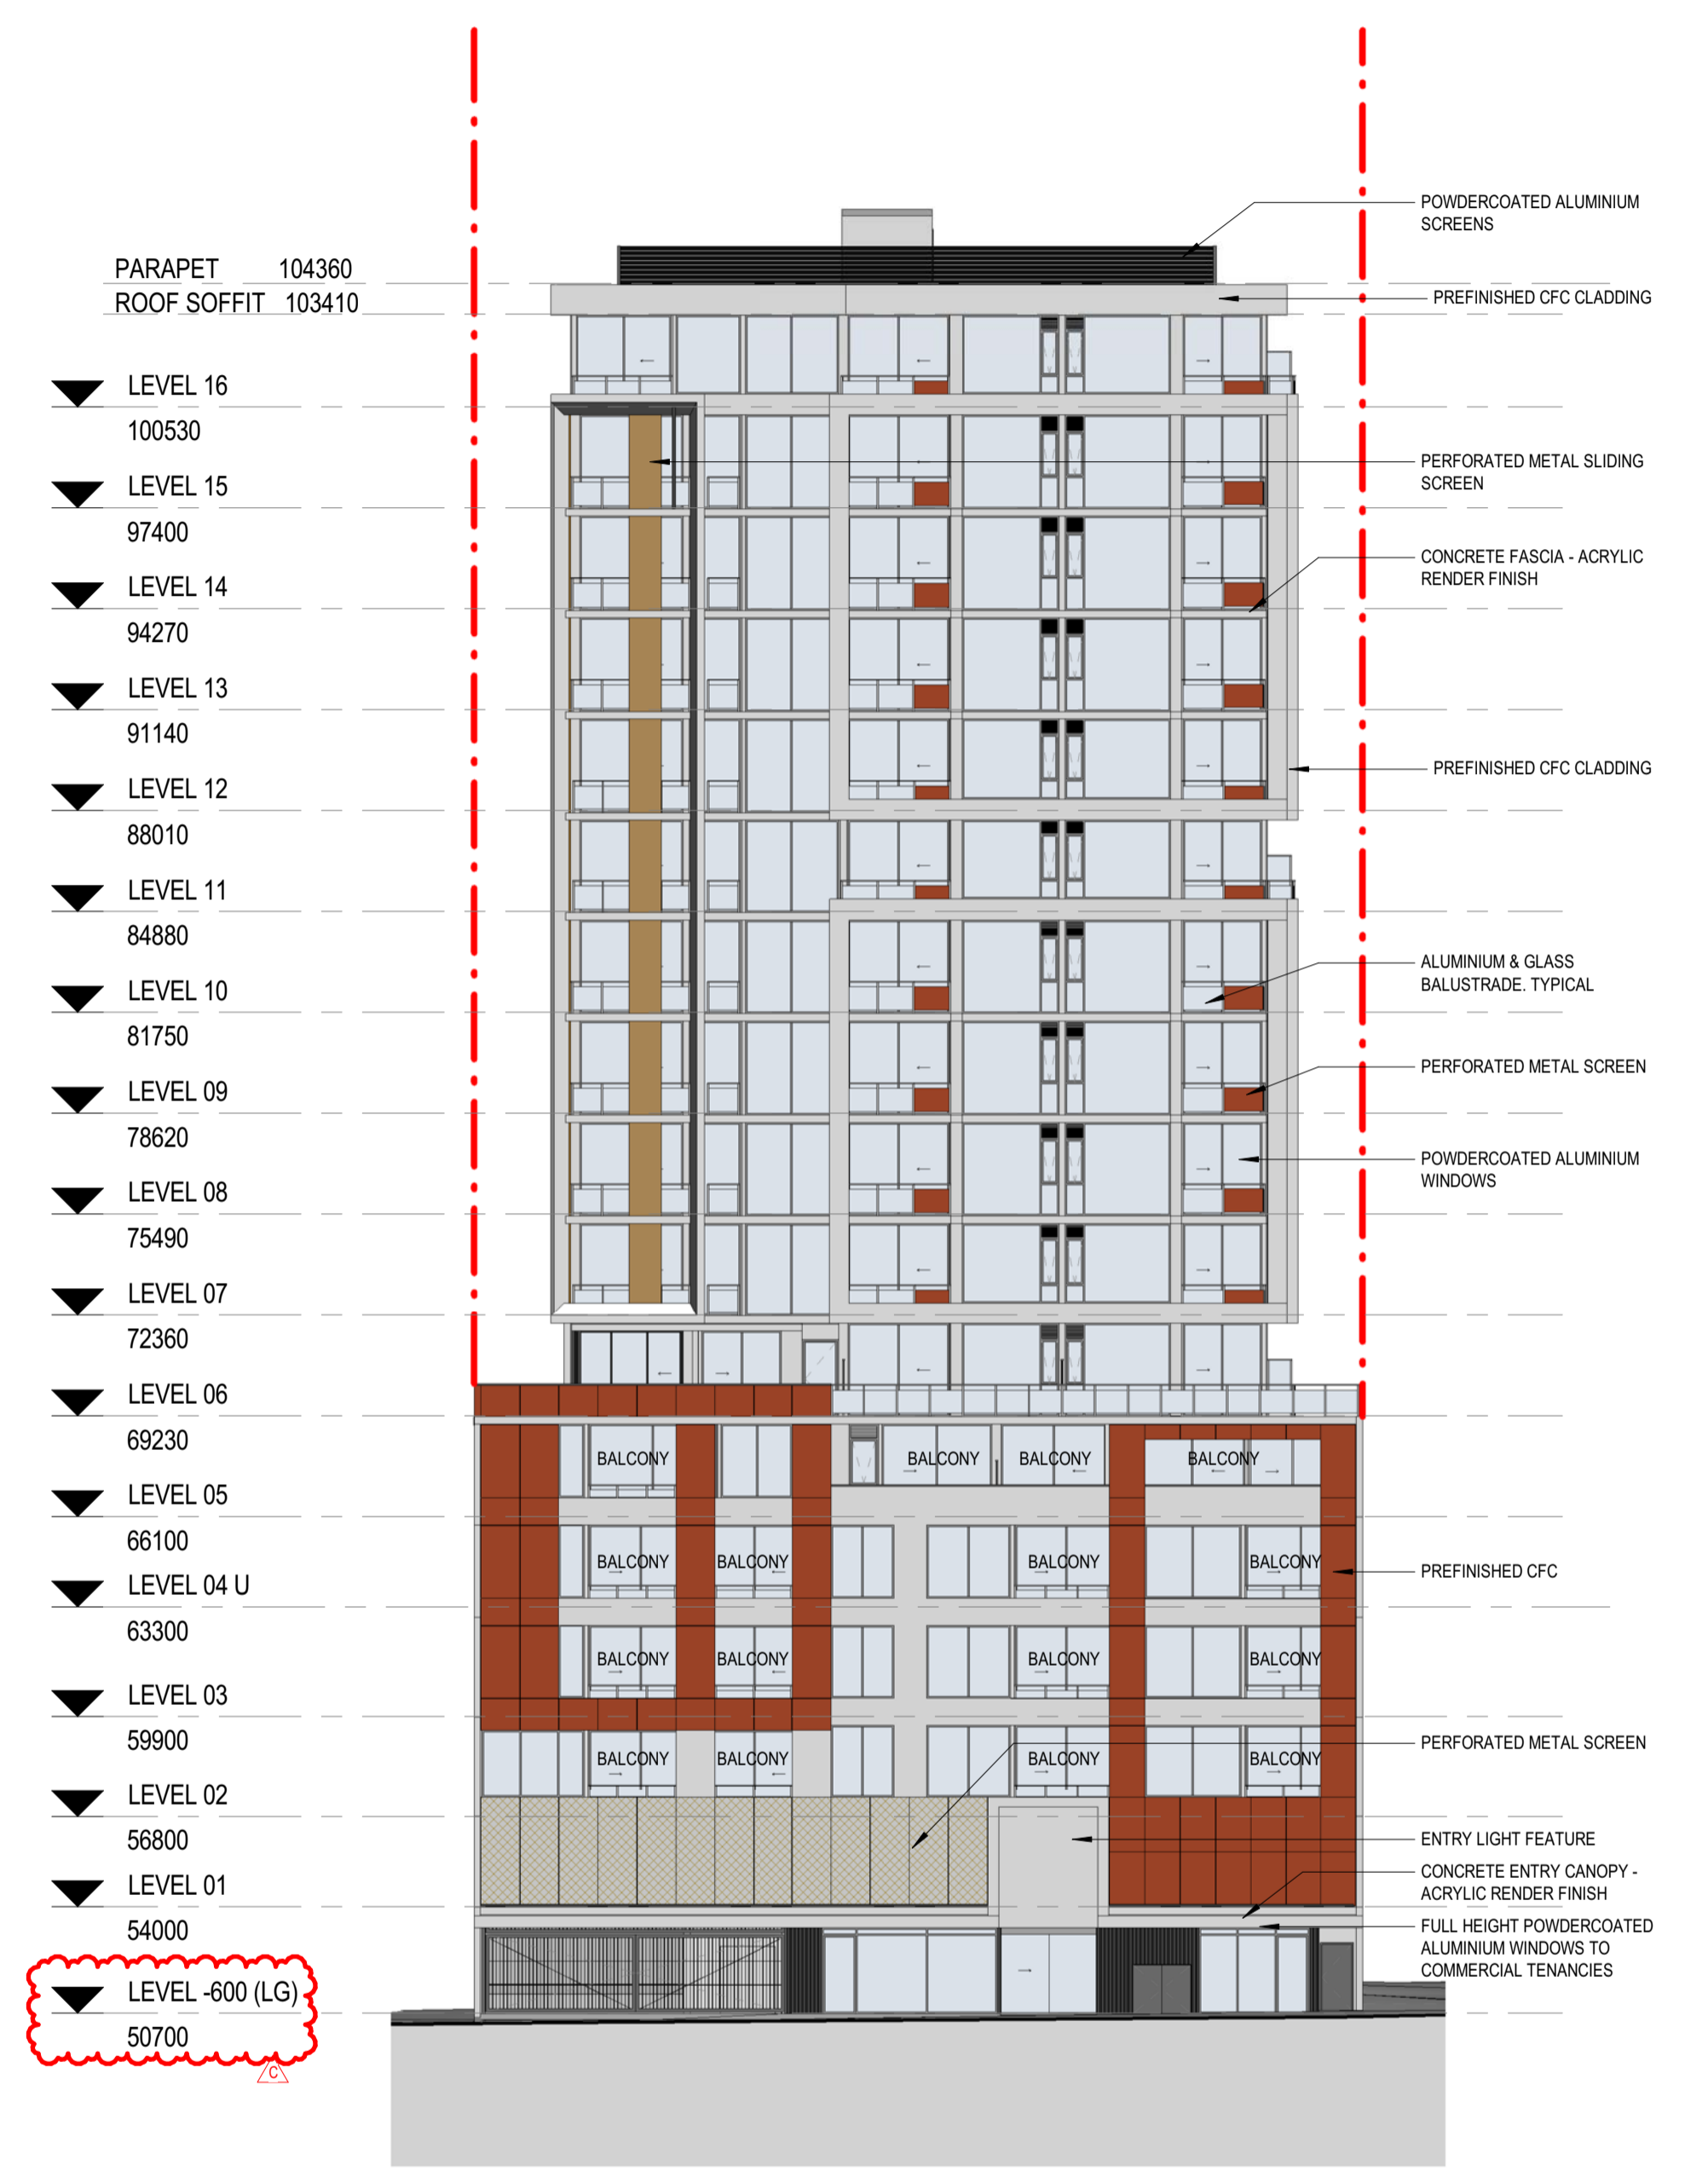 POWDERCOATED ALUMINIUM
SCREENS
PARAPET 104360
ROOF SOFFIT 103410
PREFINISHED CFC CLADDING
LEVEL 16
100530
PERFORATED METAL SLIDING
SCREEN
LEVEL 15
97400
CONCRETE FASCIA - ACRYLIC
RENDER FINISH
LEVEL 14
94270
LEVEL 13
91140
PREFINISHED CFC CLADDING
LEVEL 12
88010
LEVEL 11
84880
ALUMINIUM & GLASS
BALUSTRADE. TYPICAL
LEVEL 10
81750
PERFORATED METAL SCREEN
LEVEL 09
78620
POWDERCOATED ALUMINIUM
WINDOWS
LEVEL 08
75490
LEVEL 07
72360
LEVEL 06
69230
BALCONY BALCONY BALCONY BALCONY
LEVEL 05
66100
BALCONY BALCONY BALCONY BALCONY
PREFINISHED CFC
LEVEL 04 U
63300
BALCONY BALCONY BALCONY BALCONY
LEVEL 03
59900
PERFORATED METAL SCREEN
BALCONY BALCONY BALCONY BALCONY
LEVEL 02
56800
ENTRY LIGHT FEATURE
CONCRETE ENTRY CANOPY -
ACRYLIC RENDER FINISH
LEVEL 01
54000
FULL HEIGHT POWDERCOATED
ALUMINIUM WINDOWS TO
COMMERCIAL TENANCIES
LEVEL -600 (LG)
50700
C